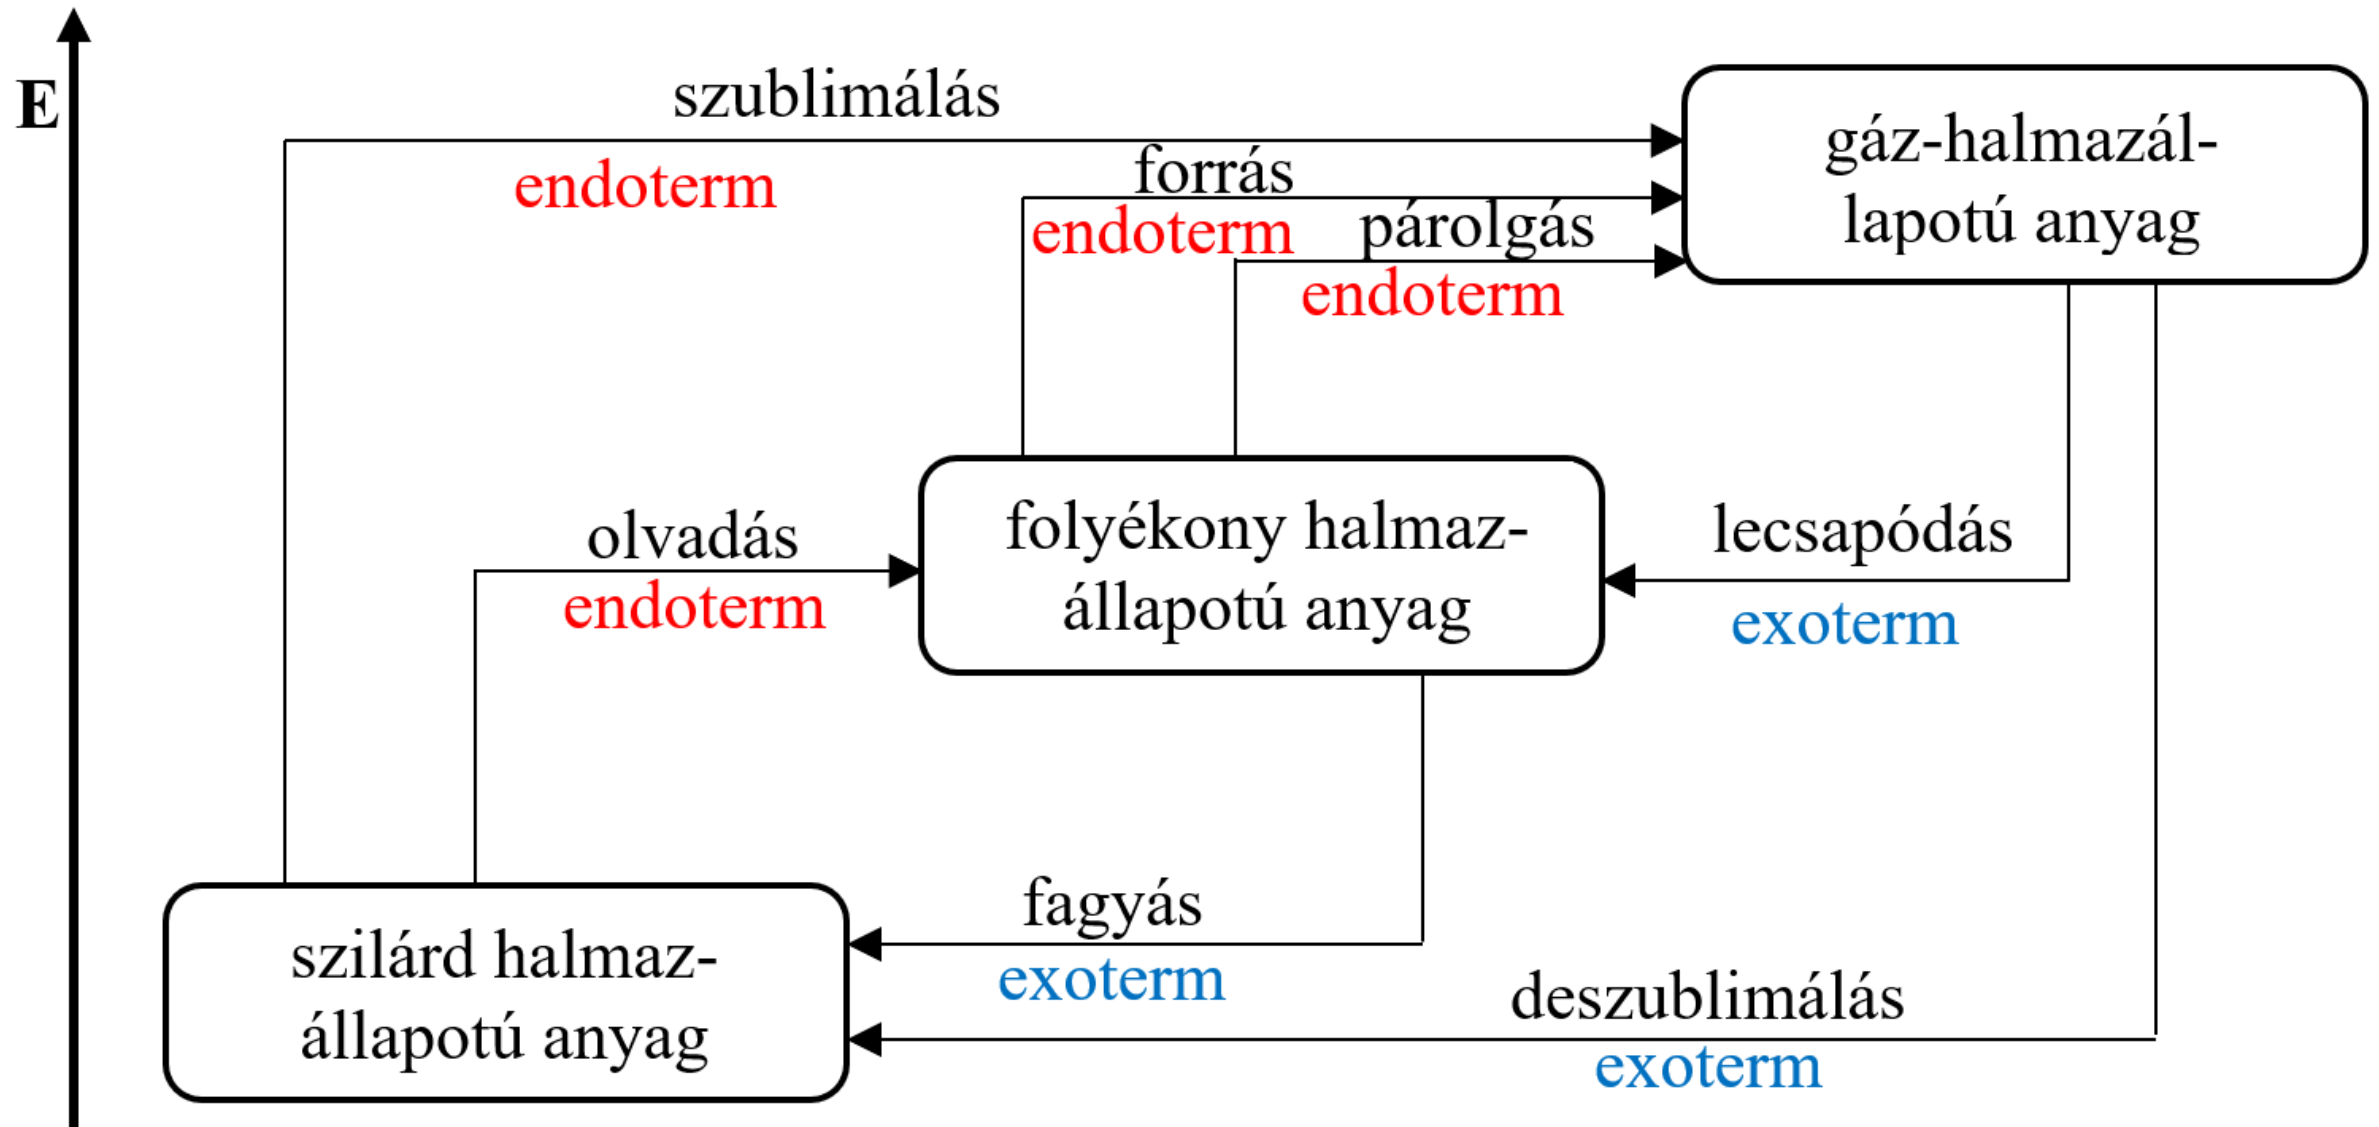 E
szublimálás
endoterm
forrás
endoterm
párolgás
endoterm
gáz-halmazál-
lapotú anyag
olvadás
endoterm
folyékony halmaz-
állapotú anyag
lecsapódás
exoterm
fagyás
exoterm
szilárd halmaz-
állapotú anyag
deszublimálás
exoterm